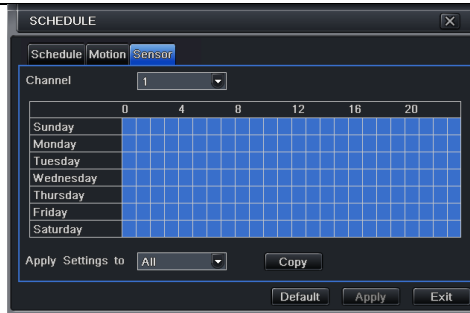 SCHEDULE
Schedule Motion Sensor
Channel 1
0 4 8 12 16 20
Sunday
Monday
Tuesday
Wednesday
Thursday
Friday
Saturday
Apply Settings to All Copy
Default Apply Exit